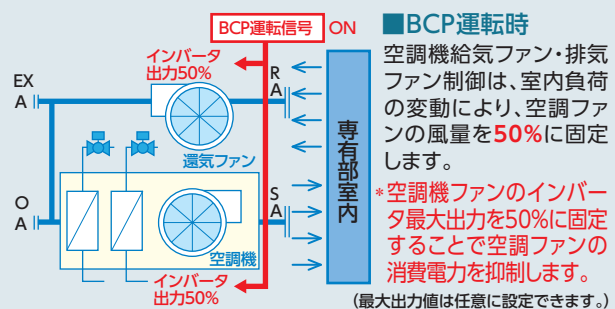 BCP運転信号 ON
インバータ
出力50%
EX
A
R
A
還気ファン
O
A
S
A
空調機
インバータ
出力50%
専有部室内
■BCP運転時
空調機給気ファン・排気
ファン制御は、室内負荷
の変動により、空調ファ
ンの風量を50%に固定
します。
*空調機ファンのインバー
タ最大出力を50%に固定
することで空調ファンの
消費電力を抑制します。
(最大出力値は任意に設定できます。)